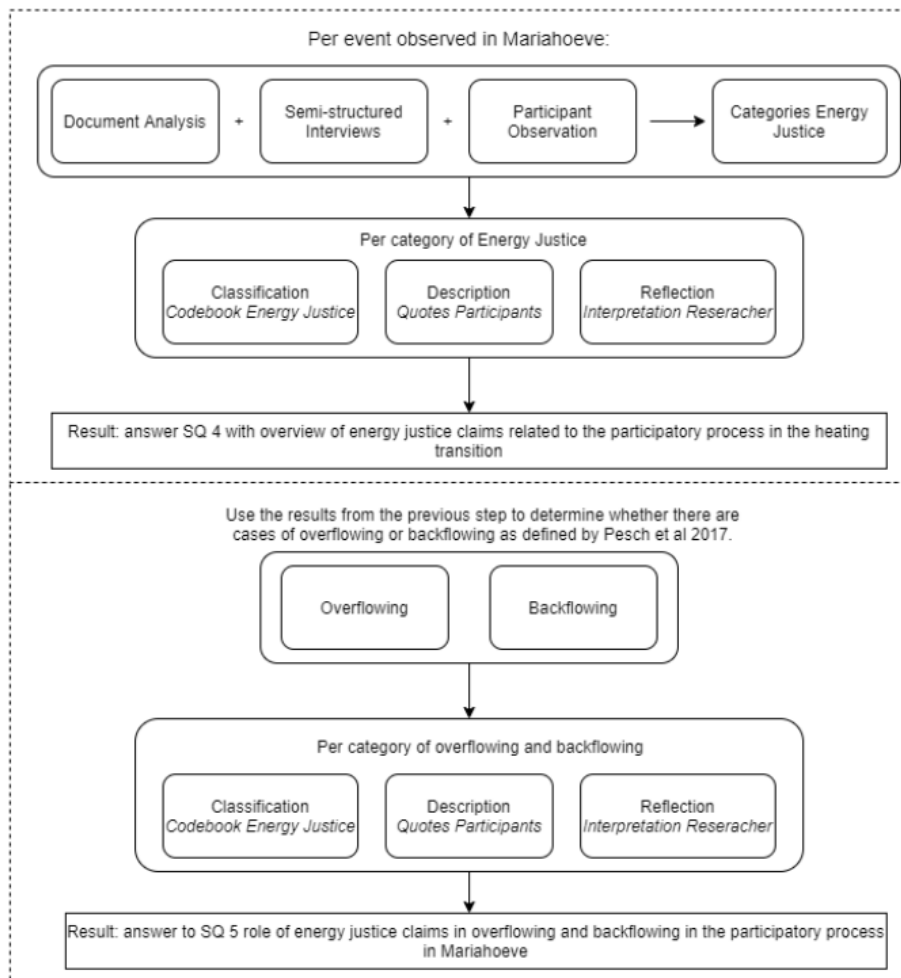 Per event observed in Mariahoeve:
Document Analysis
+
Semi-structured
Interviews
+
Participant
Observation
Categories Energy
Justice
Per category of Energy Justice
Classification
Codebook Energy Justice
Description
Quotes Participants
Reflection
Interpretation Reseracher
Result: answer SQ 4 with overview of energy justice claims related to the participatory process in the heating
transition
Use the results from the previous step to determine whether there are
cases of overflowing or backflowing as defined by Pesch et al 2017.
Overflowing
Backflowing
Per category of overflowing and backflowing
Classification
Codebook Energy Justice
Description
Quotes Participants
Reflection
Interpretation Reseracher
Result: answer to SQ 5 role of energy justice claims in overflowing and backflowing in the participatory process
in Mariahoeve